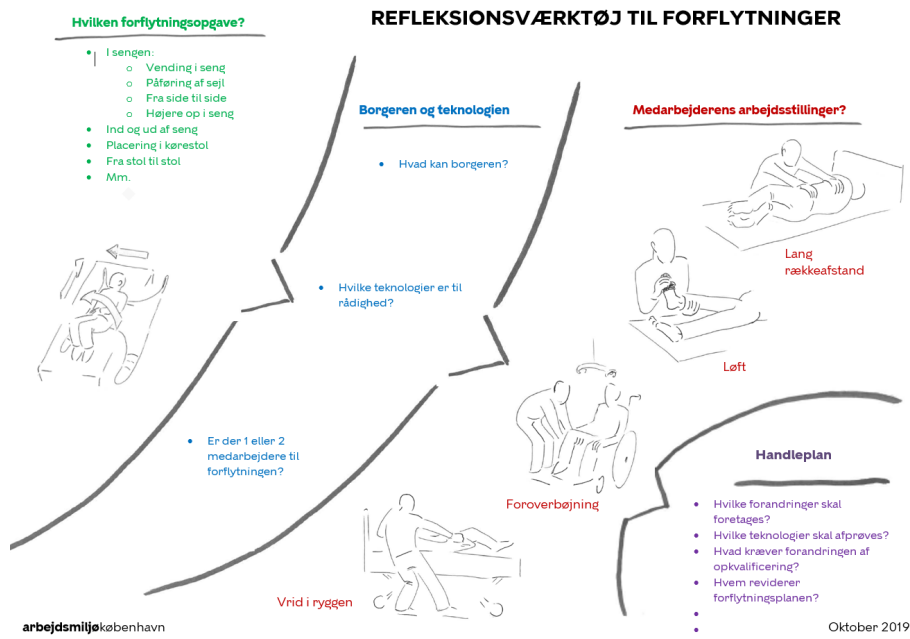 REFLEKSIONSVÆRKTØJ TIL FORFLYTNINGER
Hvilken forflytningsopgave?
• I sengen:
o Vending i seng
o Påføring af sejl
o Fra side til side
o Højere op i seng
• Ind og ud af seng
• Placering i kørestol
• Fra stol til stol
• Mm.
Borgeren og teknologien
• Hvad kan borgeren?
• Hvilke teknologier er til
rådighed?
• Er der 1 eller 2
medarbejdere til
forflytningen?
Medarbejderens arbejdsstillinger?
Lang
rækkeafstand
Løft
Foroverbøjning
Vrid i ryggen
Handleplan
• Hvilke forandringer skal
foretages?
• Hvilke teknologier skal afprøves?
• Hvad kræver forandringen af
opkvalificering?
• Hvem reviderer
forflytningsplanen?
•
•
arbejdsmiljøkøbenhavn
Oktober 2019